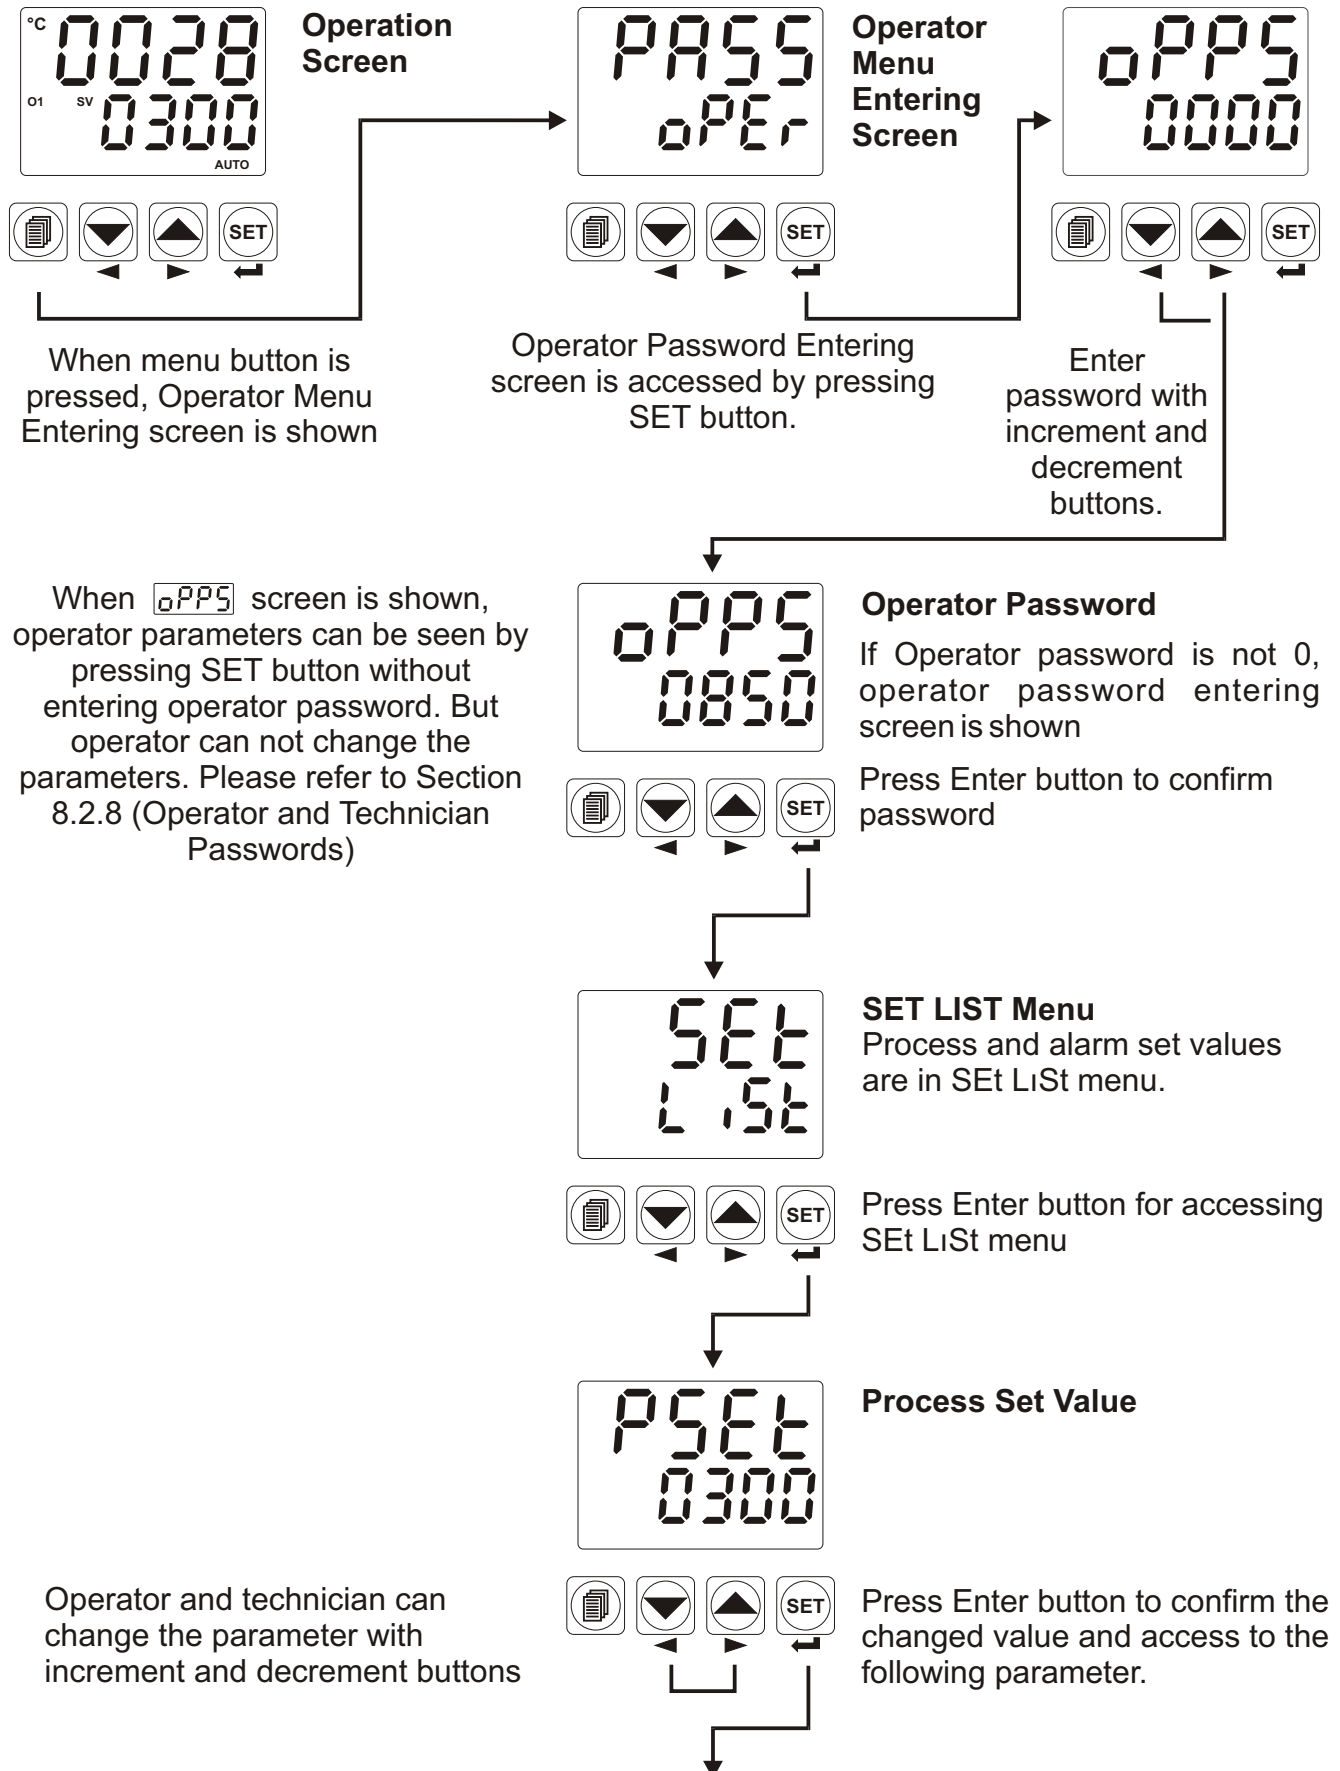 °C
0028
O1 SV 0300
AUTO
Operation
Screen
PASS
oPEr
Operator
Menu
Entering
Screen
oPPS
0000
SET
SET
SET
When menu button is
pressed, Operator Menu
Entering screen is shown
Operator Password Entering
screen is accessed by pressing
SET button.
Enter
password with
increment and
decrement
buttons.
When oPPS screen is shown,
operator parameters can be seen by
pressing SET button without
entering operator password. But
operator can not change the
parameters. Please refer to Section
8.2.8 (Operator and Technician
Passwords)
oPPS
0850
SET
Operator Password
If Operator password is not 0,
operator password entering
screen is shown
Press Enter button to confirm
password
SEt
LıSt
SET LIST Menu
Process and alarm set values
are in SEt LıSt menu.
SET
Press Enter button for accessing
SEt LıSt menu
PSEt
0300
Process Set Value
Operator and technician can
change the parameter with
increment and decrement buttons
SET
Press Enter button to confirm the
changed value and access to the
following parameter.